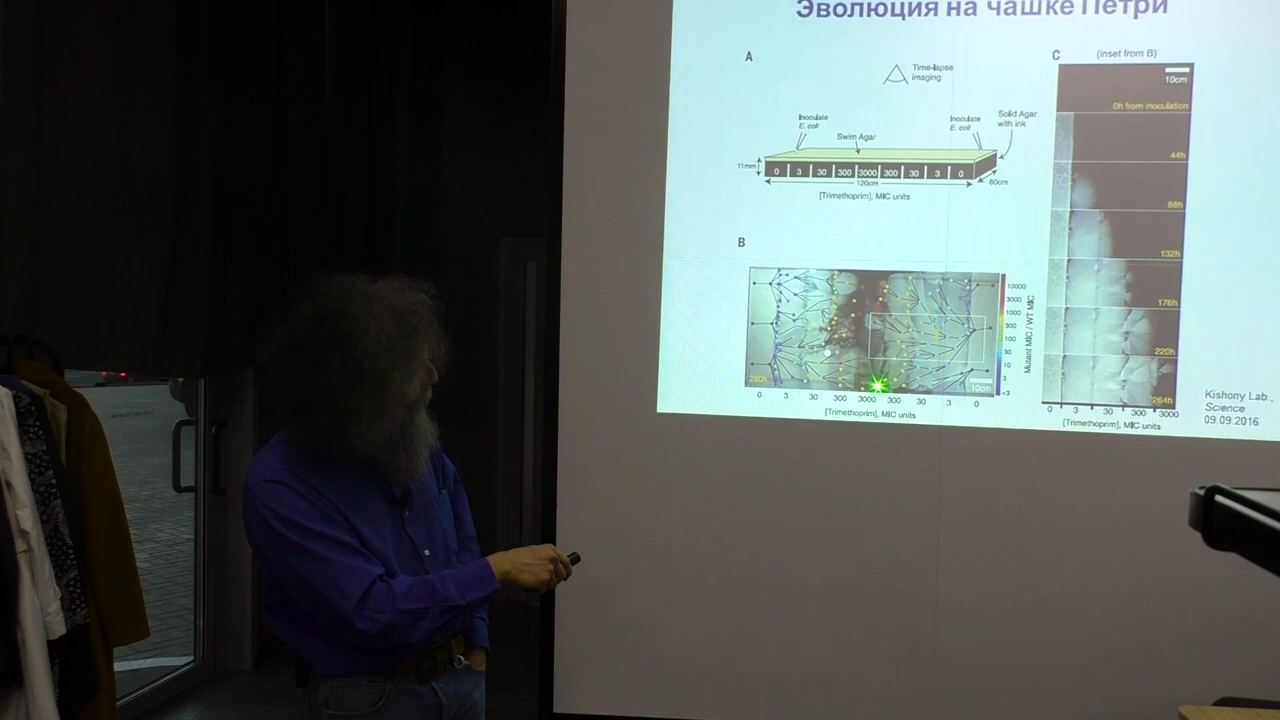 Эволюция на чашке Петри
A
Time-lapse
imaging
Inoculate
E. coli
Swim Agar
Inoculate
E. coli
Solid Agar
with ink
11mm
0 3 30 300 3000 300 30 3 0
120cm
60cm
[Trimethoprim], MIC units
B
280h
10cm
0 3 30 300 3000 300 30 3 0
[Trimethoprim], MIC units
10000
3000
1000
300
100
30
10
<3
Mutant MIC / WT MIC
C
(inset from B)
10cm
0h from inoculation
44h
88h
132h
176h
220h
264h
0 3 30 300 3000
[Trimethoprim], MIC units
Kishony Lab.,
Science
09.09.2016